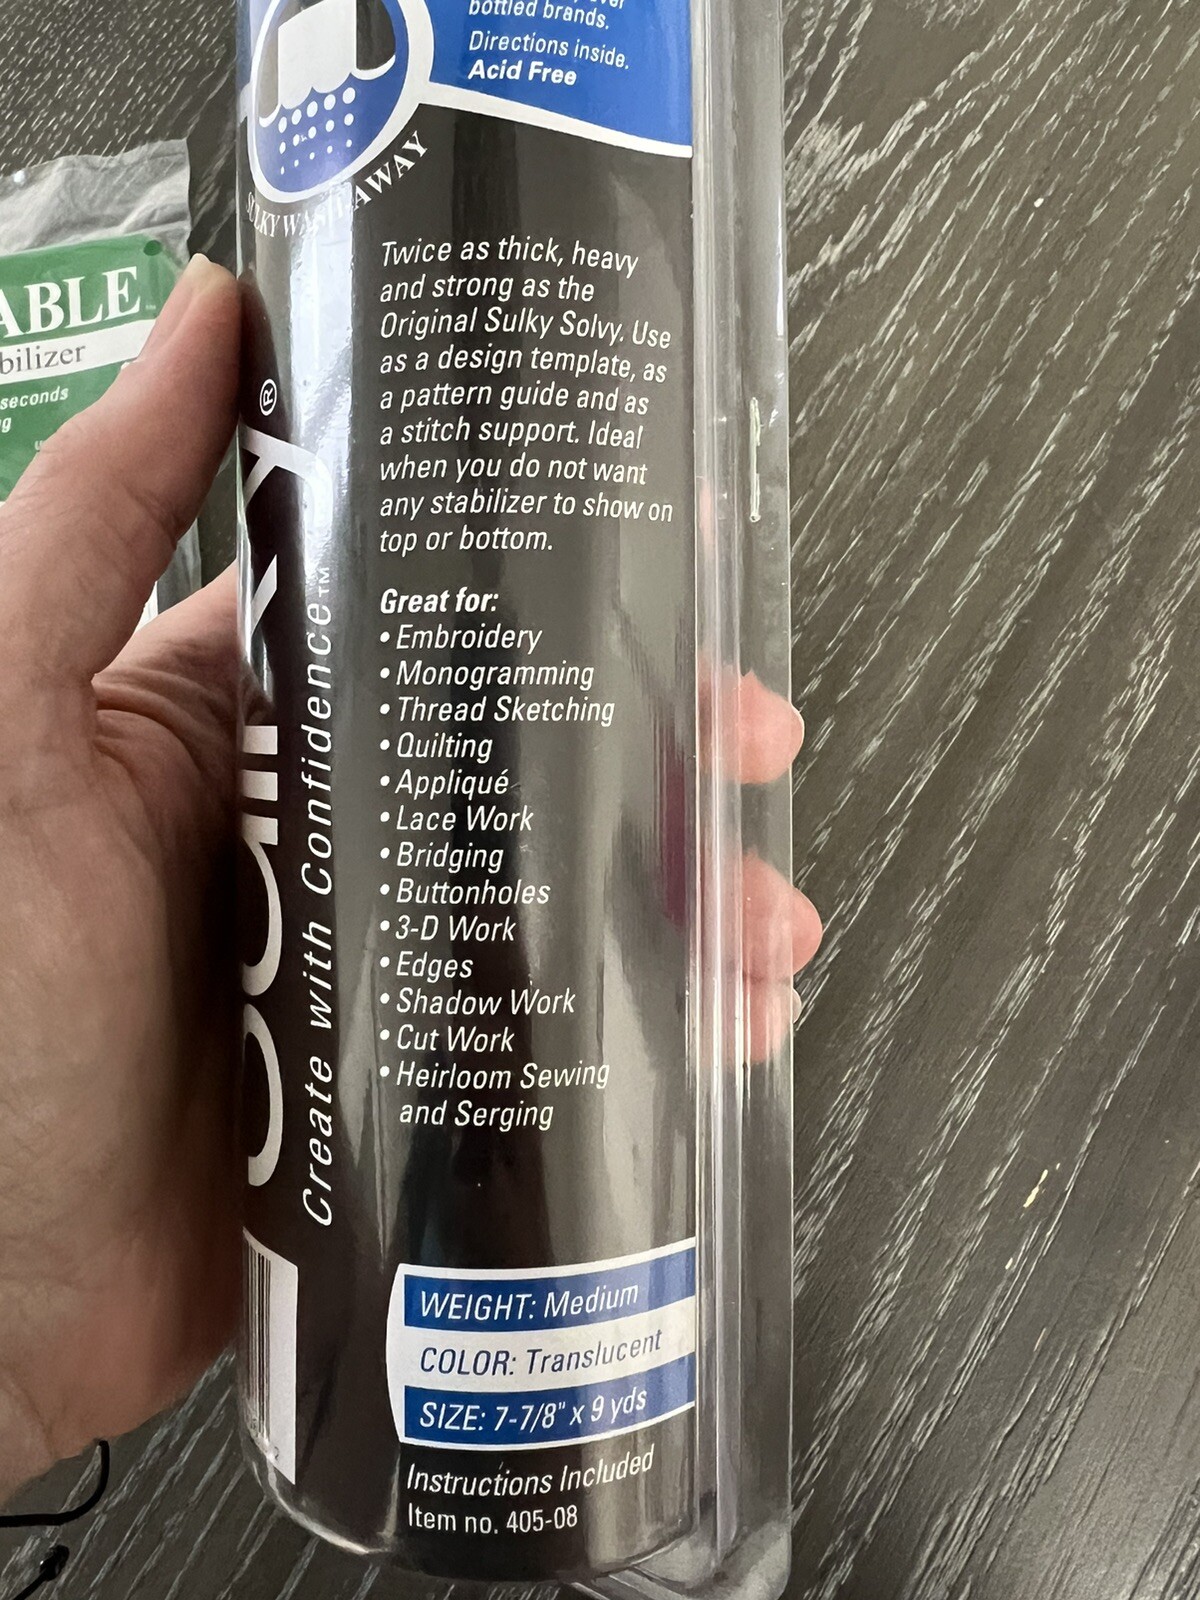 bottled brands.
Directions inside.
Acid Free
SULKY WASH-AWAY
Twice as thick, heavy
and strong as the
Original Sulky Solvy. Use
as a design template, as
a pattern guide and as
a stitch support. Ideal
when you do not want
any stabilizer to show on
top or bottom.
Great for:
• Embroidery
• Monogramming
• Thread Sketching
• Quilting
• Appliqué
• Lace Work
• Bridging
• Buttonholes
• 3-D Work
• Edges
• Shadow Work
• Cut Work
• Heirloom Sewing
and Serging
WEIGHT: Medium
COLOR: Translucent
SIZE: 7-7/8" x 9 yds
Instructions Included
Item no. 405-08
Sulky®
Create with Confidence™
ABLE™
bilizer
seconds